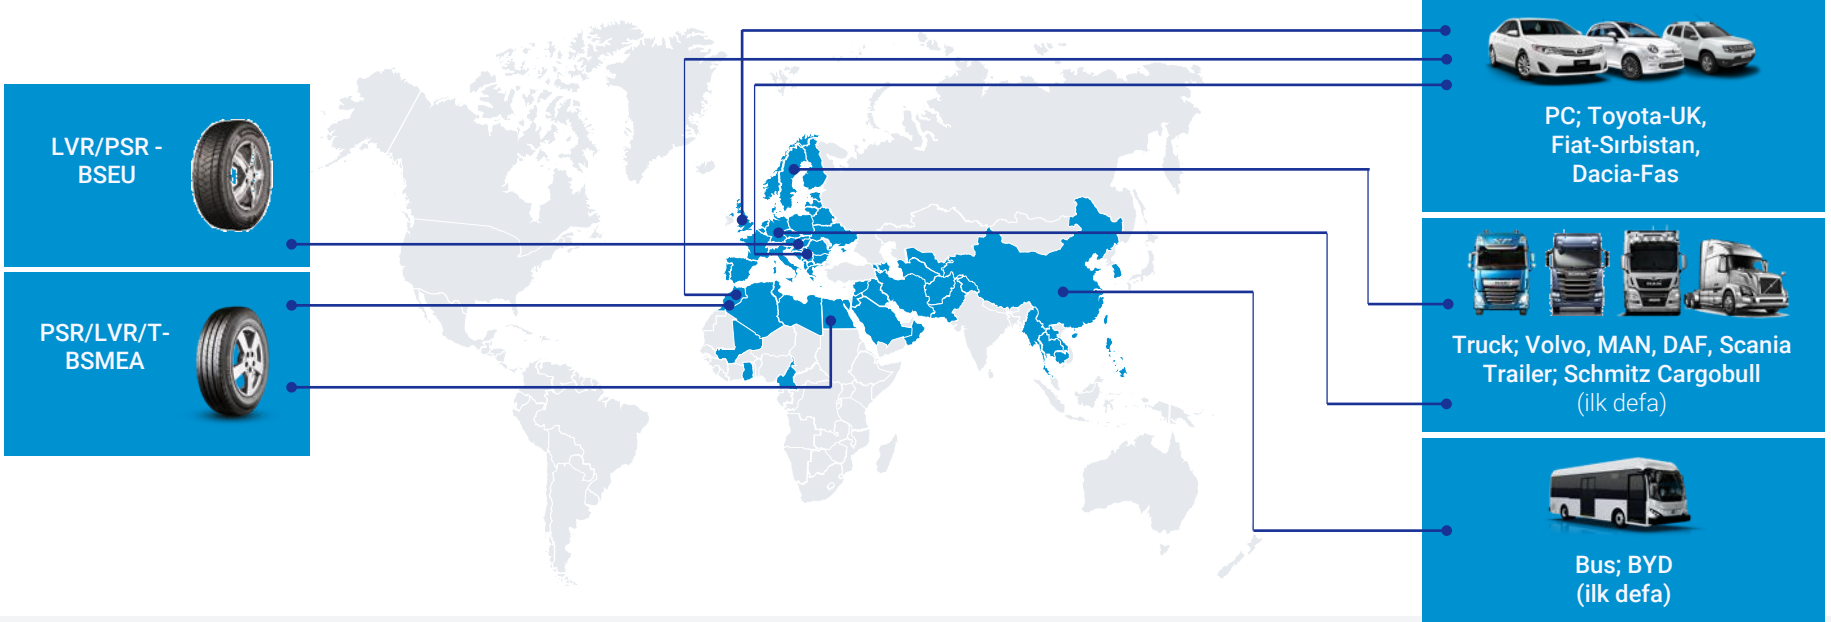 LVR/PSR -
BSEU
PSR/LVR/T-
BSMEA
PC; Toyota-UK,
Fiat-Sırbistan,
Dacia-Fas
Truck; Volvo, MAN, DAF, Scania
Trailer; Schmitz Cargobull
(ilk defa)
Bus; BYD
(ilk defa)